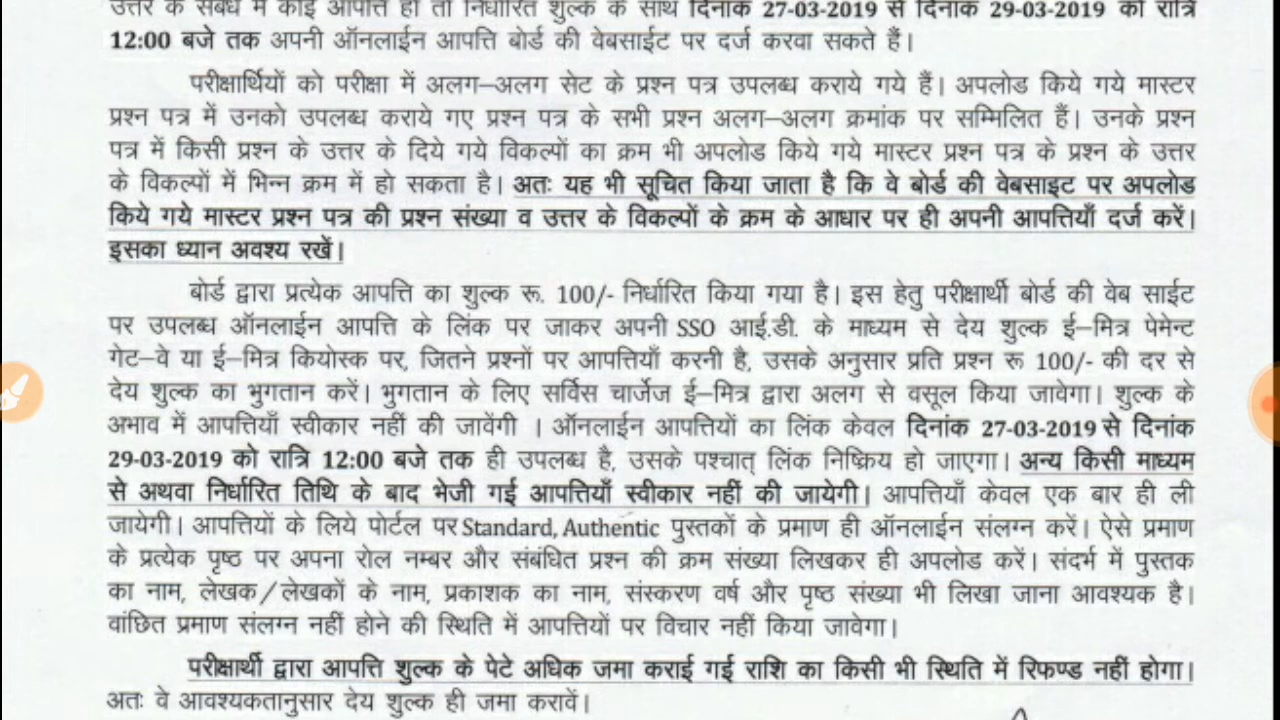 उत्तर के संबंध में कोई आपत्ति हो तो निर्धारित शुल्क के साथ दिनांक 27-03-2019 से दिनांक 29-03-2019 को रात्रि
12:00 बजे तक अपनी ऑनलाईन आपत्ति बोर्ड की वेबसाईट पर दर्ज करवा सकते हैं।
परीक्षार्थियों को परीक्षा में अलग–अलग सेट के प्रश्न पत्र उपलब्ध कराये गये हैं। अपलोड किये गये मास्टर
प्रश्न पत्र में उनको उपलब्ध कराये गए प्रश्न पत्र के सभी प्रश्न अलग–अलग क्रमांक पर सम्मिलित हैं। उनके प्रश्न
पत्र में किसी प्रश्न के उत्तर के दिये गये विकल्पों का क्रम भी अपलोड किये गये मास्टर प्रश्न पत्र के प्रश्न के उत्तर
के विकल्पों में भिन्न क्रम में हो सकता है। अतः यह भी सूचित किया जाता है कि वे बोर्ड की वेबसाइट पर अपलोड
किये गये मास्टर प्रश्न पत्र की प्रश्न संख्या व उत्तर के विकल्पों के क्रम के आधार पर ही अपनी आपत्तियाँ दर्ज करें।
इसका ध्यान अवश्य रखें।
बोर्ड द्वारा प्रत्येक आपत्ति का शुल्क रू. 100/- निर्धारित किया गया है। इस हेतु परीक्षार्थी बोर्ड की वेब साईट
पर उपलब्ध ऑनलाईन आपत्ति के लिंक पर जाकर अपनी SSO आई.डी. के माध्यम से देय शुल्क ई–मित्र पेमेन्ट
गेट–वे या ई–मित्र कियोस्क पर, जितने प्रश्नों पर आपत्तियाँ करनी है, उसके अनुसार प्रति प्रश्न रू 100/- की दर से
देय शुल्क का भुगतान करें। भुगतान के लिए सर्विस चार्जेज ई–मित्र द्वारा अलग से वसूल किया जावेगा। शुल्क के
अभाव में आपत्तियाँ स्वीकार नहीं की जावेंगी । ऑनलाईन आपत्तियों का लिंक केवल दिनांक 27-03-2019 से दिनांक
29-03-2019 को रात्रि 12:00 बजे तक ही उपलब्ध है, उसके पश्चात् लिंक निष्क्रिय हो जाएगा। अन्य किसी माध्यम
से अथवा निर्धारित तिथि के बाद भेजी गई आपत्तियाँ स्वीकार नहीं की जायेगी। आपत्तियाँ केवल एक बार ही ली
जायेगी। आपत्तियों के लिये पोर्टल पर Standard, Authentic पुस्तकों के प्रमाण ही ऑनलाईन संलग्न करें। ऐसे प्रमाण
के प्रत्येक पृष्ठ पर अपना रोल नम्बर और संबंधित प्रश्न की क्रम संख्या लिखकर ही अपलोड करें। संदर्भ में पुस्तक
का नाम, लेखक/लेखकों के नाम, प्रकाशक का नाम, संस्करण वर्ष और पृष्ठ संख्या भी लिखा जाना आवश्यक है।
वांछित प्रमाण संलग्न नहीं होने की स्थिति में आपत्तियों पर विचार नहीं किया जावेगा।
परीक्षार्थी द्वारा आपत्ति शुल्क के पेटे अधिक जमा कराई गई राशि का किसी भी स्थिति में रिफण्ड नहीं होगा।
अतः वे आवश्यकतानुसार देय शुल्क ही जमा करावें।